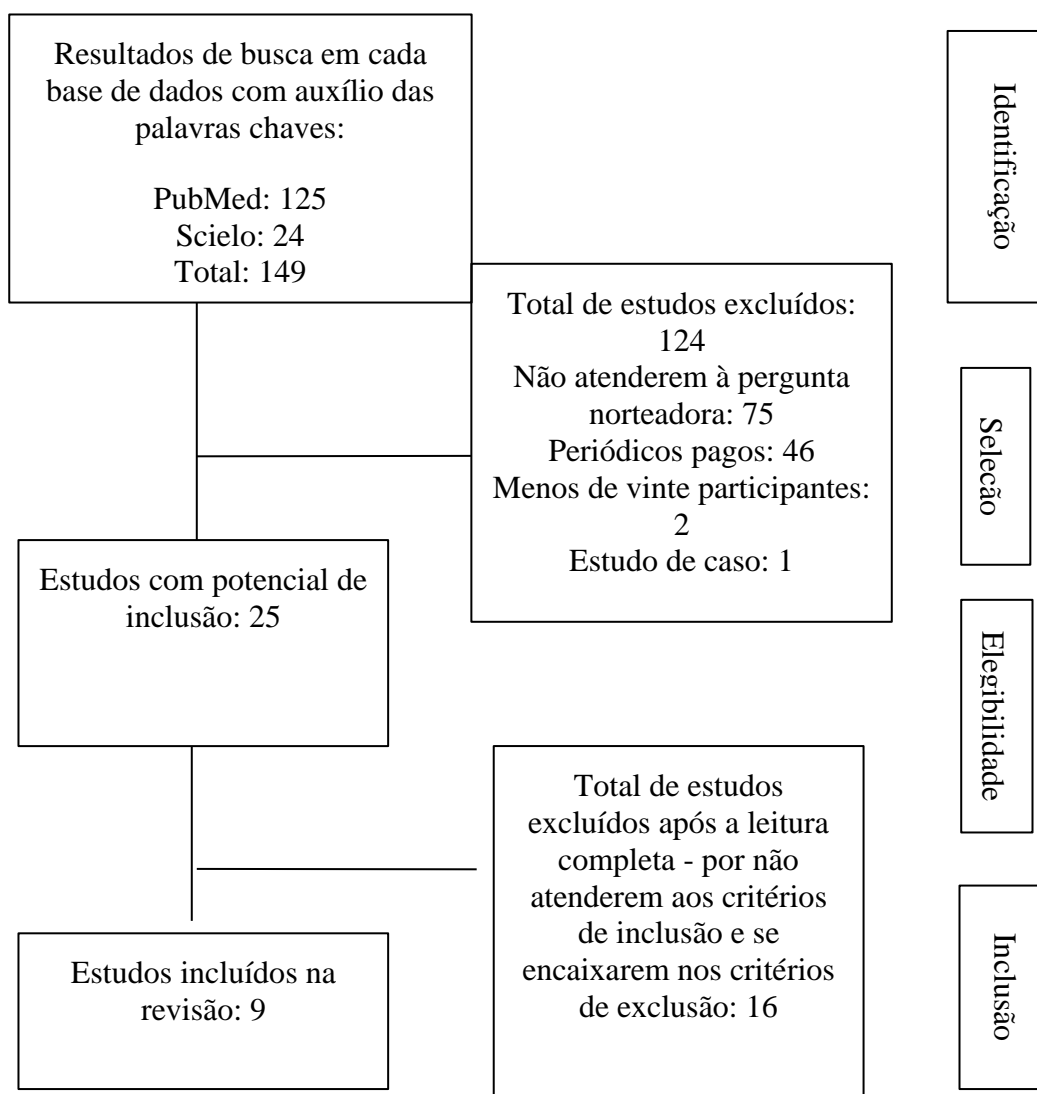 Resultados de busca em cada
base de dados com auxílio das
palavras chaves:
PubMed: 125
Scielo: 24
Total: 149
Identificação
Total de estudos excluídos:
124
Não atenderem à pergunta
norteadora: 75
Periódicos pagos: 46
Menos de vinte participantes:
2
Estudo de caso: 1
Seleção
Estudos com potencial de
inclusão: 25
Elegibilidade
Total de estudos
excluídos após a leitura
completa - por não
atenderem aos critérios
de inclusão e se
encaixarem nos critérios
de exclusão: 16
Estudos incluídos na
revisão: 9
Inclusão